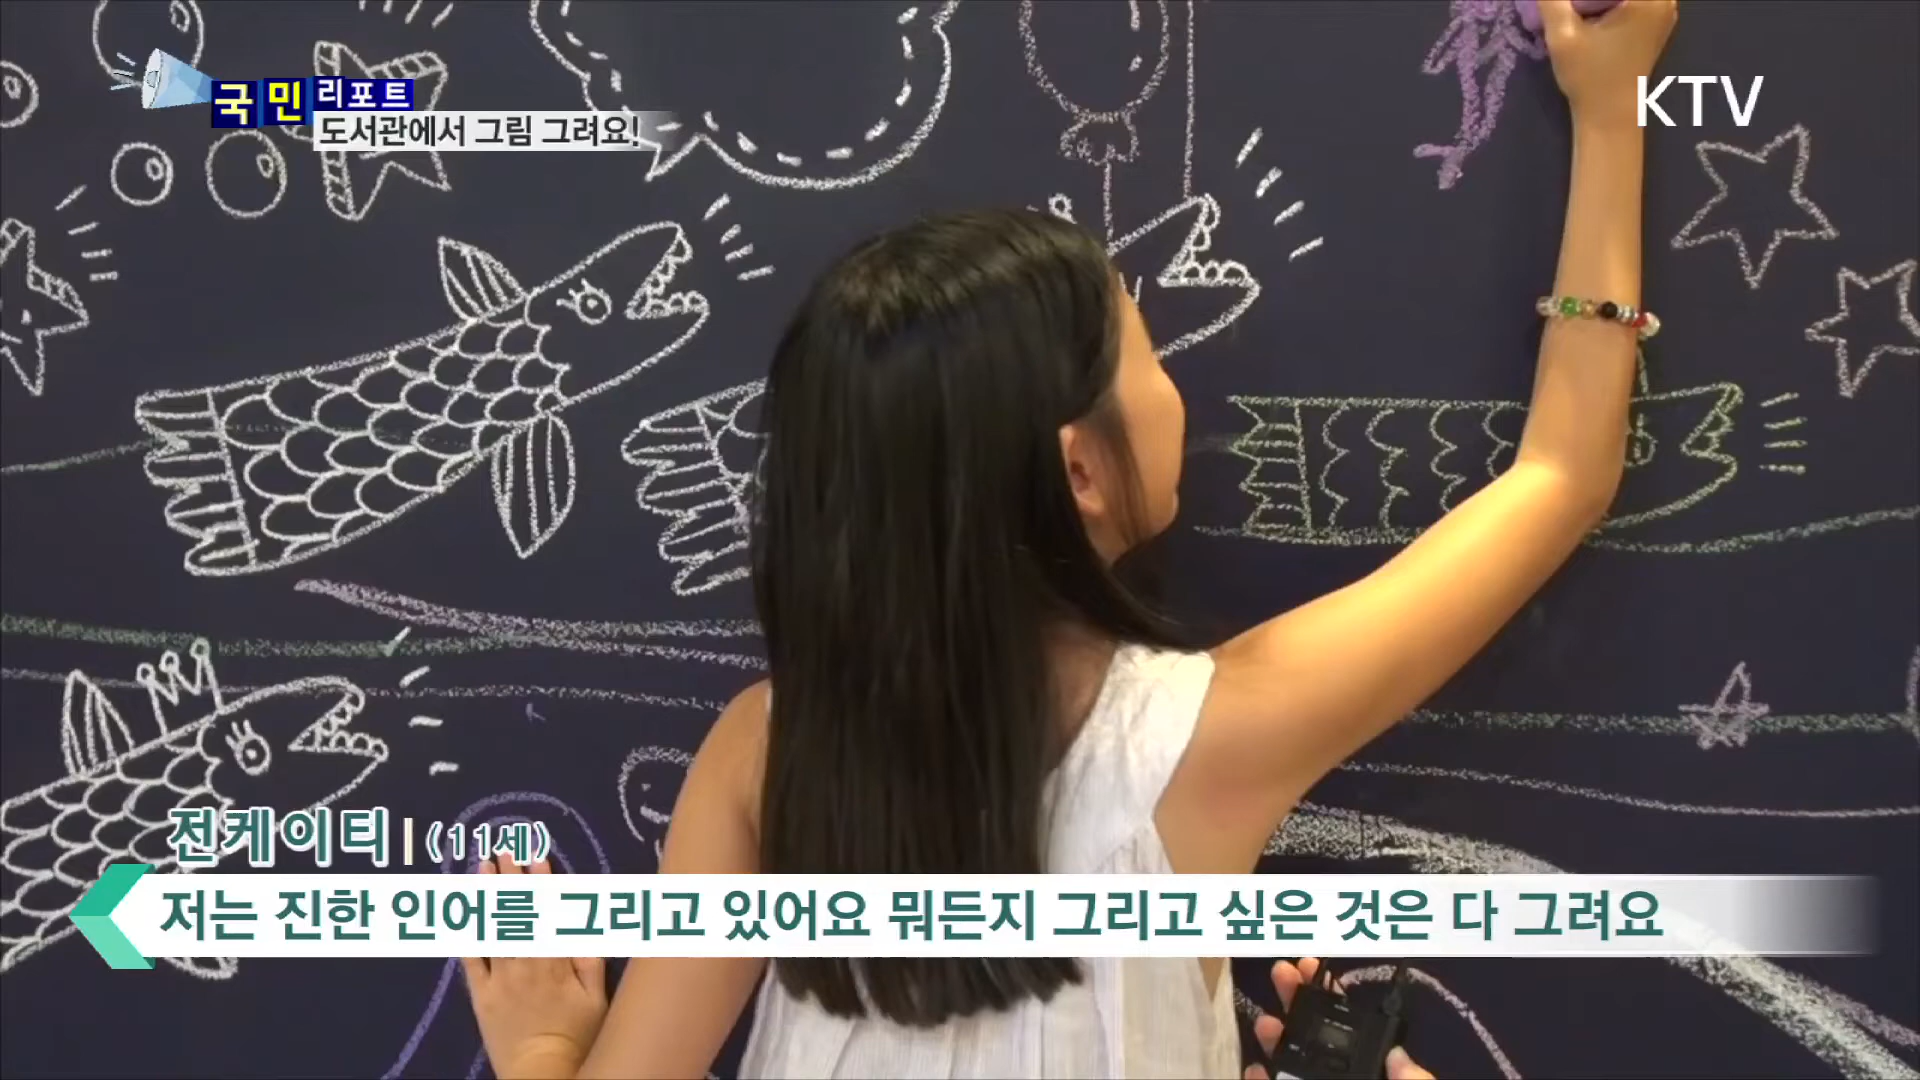 국민 리포트
KTV
도서관에서 그림 그려요!
전케이티 (11세)
저는 진한 인어를 그리고 있어요 뭐든지 그리고 싶은 것은 다 그려요